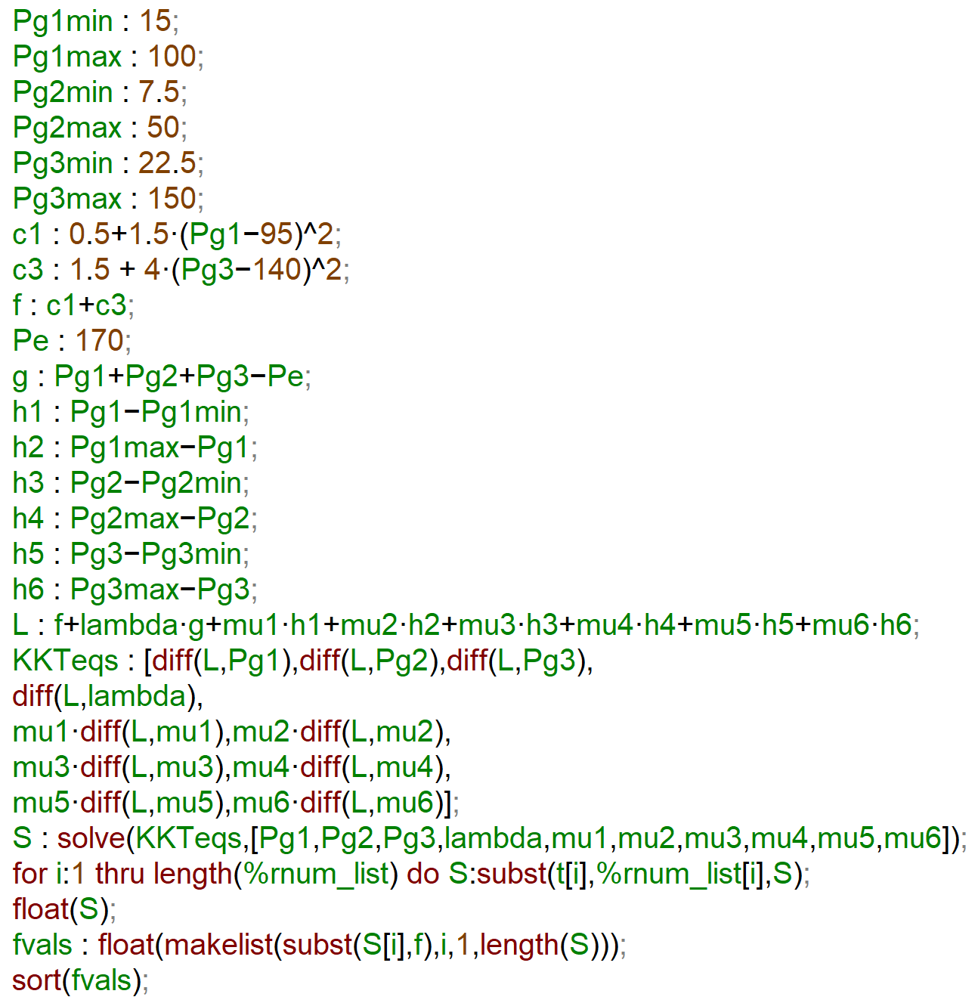 Pg1min : 15;
Pg1max : 100;
Pg2min : 7.5;
Pg2max : 50;
Pg3min : 22.5;
Pg3max : 150;
c1 : 0.5+1.5·(Pg1−95)^2;
c3 : 1.5 + 4·(Pg3−140)^2;
f : c1+c3;
Pe : 170;
g : Pg1+Pg2+Pg3−Pe;
h1 : Pg1−Pg1min;
h2 : Pg1max−Pg1;
h3 : Pg2−Pg2min;
h4 : Pg2max−Pg2;
h5 : Pg3−Pg3min;
h6 : Pg3max−Pg3;
L : f+lambda·g+mu1·h1+mu2·h2+mu3·h3+mu4·h4+mu5·h5+mu6·h6;
KKTeqs : [diff(L,Pg1),diff(L,Pg2),diff(L,Pg3),
diff(L,lambda),
mu1·diff(L,mu1),mu2·diff(L,mu2),
mu3·diff(L,mu3),mu4·diff(L,mu4),
mu5·diff(L,mu5),mu6·diff(L,mu6)];
S : solve(KKTeqs,[Pg1,Pg2,Pg3,lambda,mu1,mu2,mu3,mu4,mu5,mu6]);
for i:1 thru length(%rnum_list) do S:subst(t[i],%rnum_list[i],S);
float(S);
fvals : float(makelist(subst(S[i],f),i,1,length(S)));
sort(fvals);